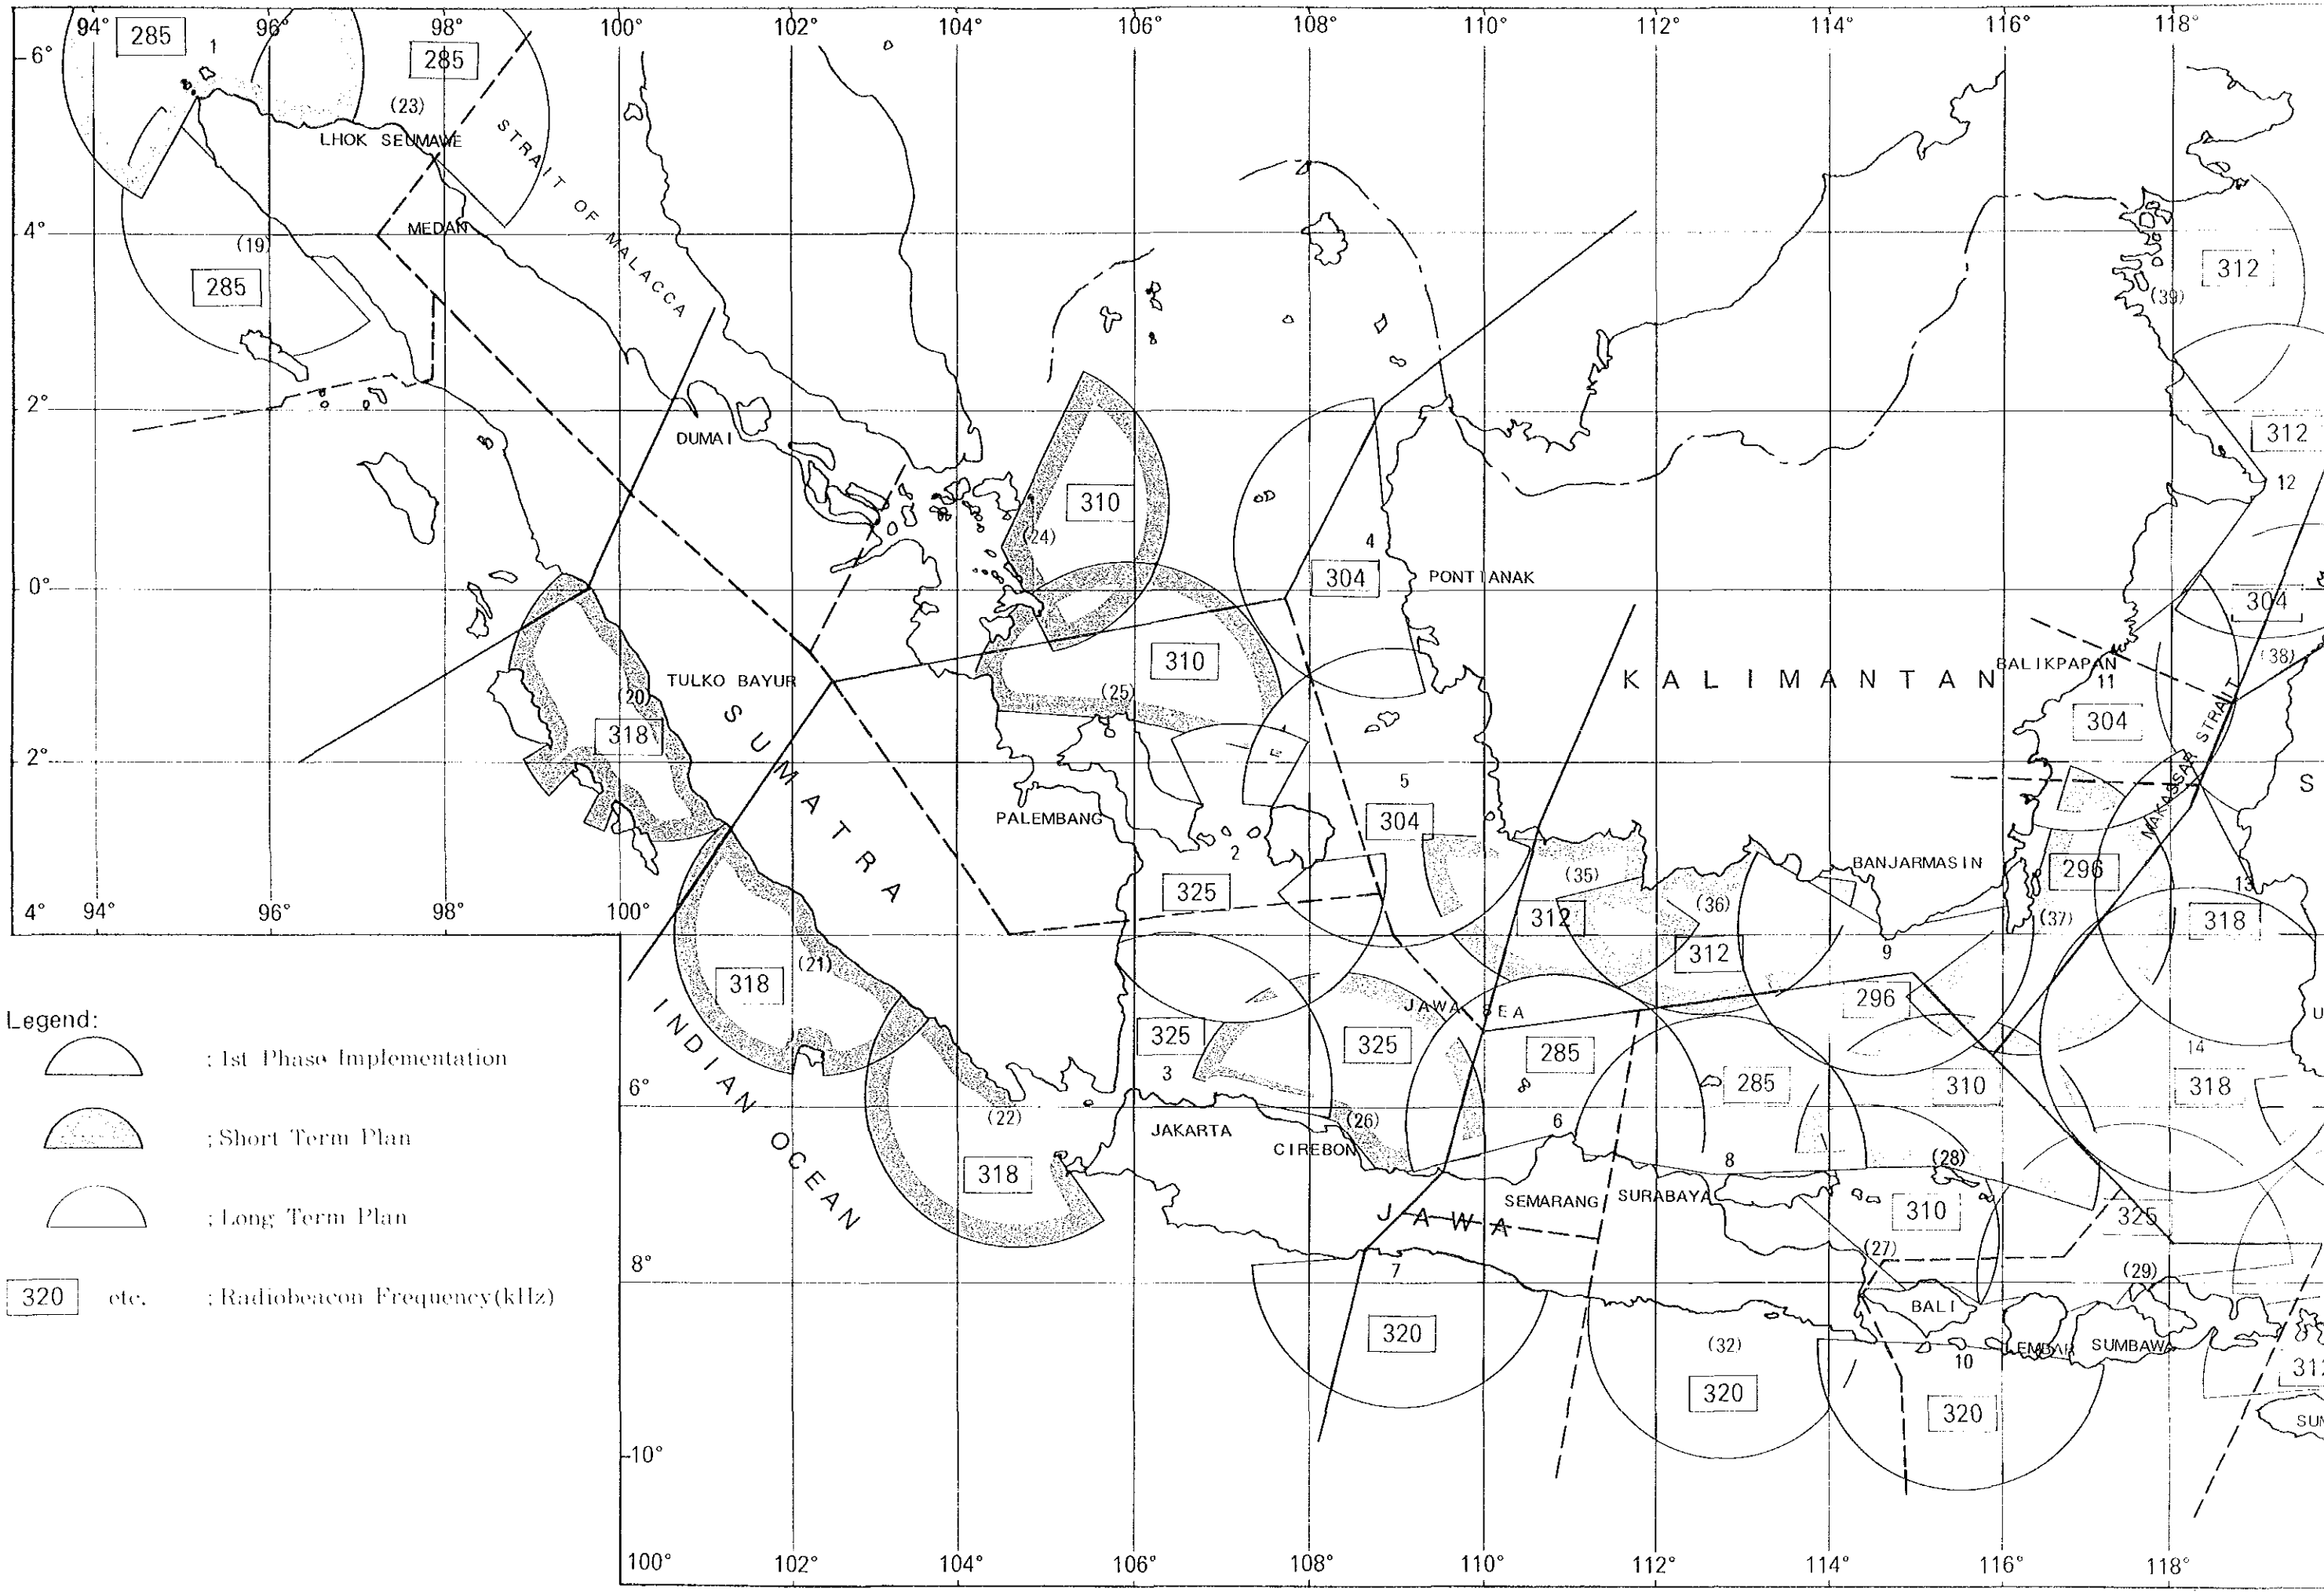 94° 96° 98° 100° 102° 104° 106° 108° 110° 112° 114° 116° 118°
285
1
285
6°
(23)
LHOK SEUMAWE
STRAIT OF MALACCA
4°
MEDAN
(19)
285
312
(39)
2°
DUMAI
312
12
310
(24)
4
304
PONTIANAK
0°
304
(38)
310
(25)
TULKO BAYUR
(20)
318
SUMATRA
KALIMANTAN
BALIKPAPAN
11
304
MAKASSAR STRAIT
2°
5
304
S
PALEMBANG
2
325
(35)
312
(36)
312
BANJARMASIN
296
13
318
(37)
9
4° 94° 96° 98° 100°
318
(21)
INDIAN OCEAN
JAWA SEA
296
325
3
325
285
285
310
14
318
U
6°
(22)
JAKARTA
CIREBON
(26)
6
8
(28)
318
SEMARANG
SURABAYA
JAWA
310
325
8°
7
(27)
(29)
BALI
320
(32)
10
LEMBAR
SUMBAWA
320
320
312
SUM
10°
100° 102° 104° 106° 108° 110° 112° 114° 116° 118°
Legend:
; 1st Phase Implementation
; Short Term Plan
; Long Term Plan
320 etc. ; Radiobeacon Frequency(kHz)